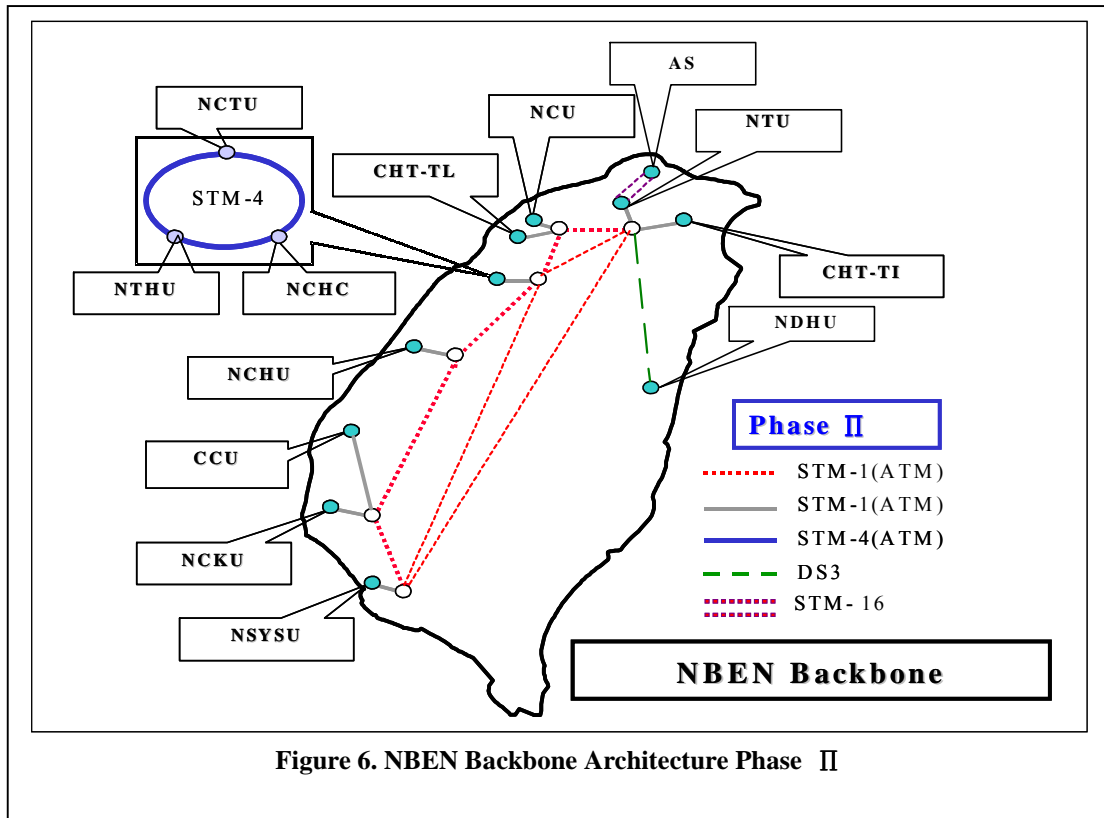 AS
NCTU
NCU
NTU
CHT-TL
STM-4
NTHU
NCHC
CHT-TI
NDHU
NCHU
CCU
NCKU
NSYSU
Phase Ⅱ
STM-1(ATM)
STM-1(ATM)
STM-4(ATM)
DS3
STM- 16
NBEN Backbone
Figure 6. NBEN Backbone Architecture Phase Ⅱ